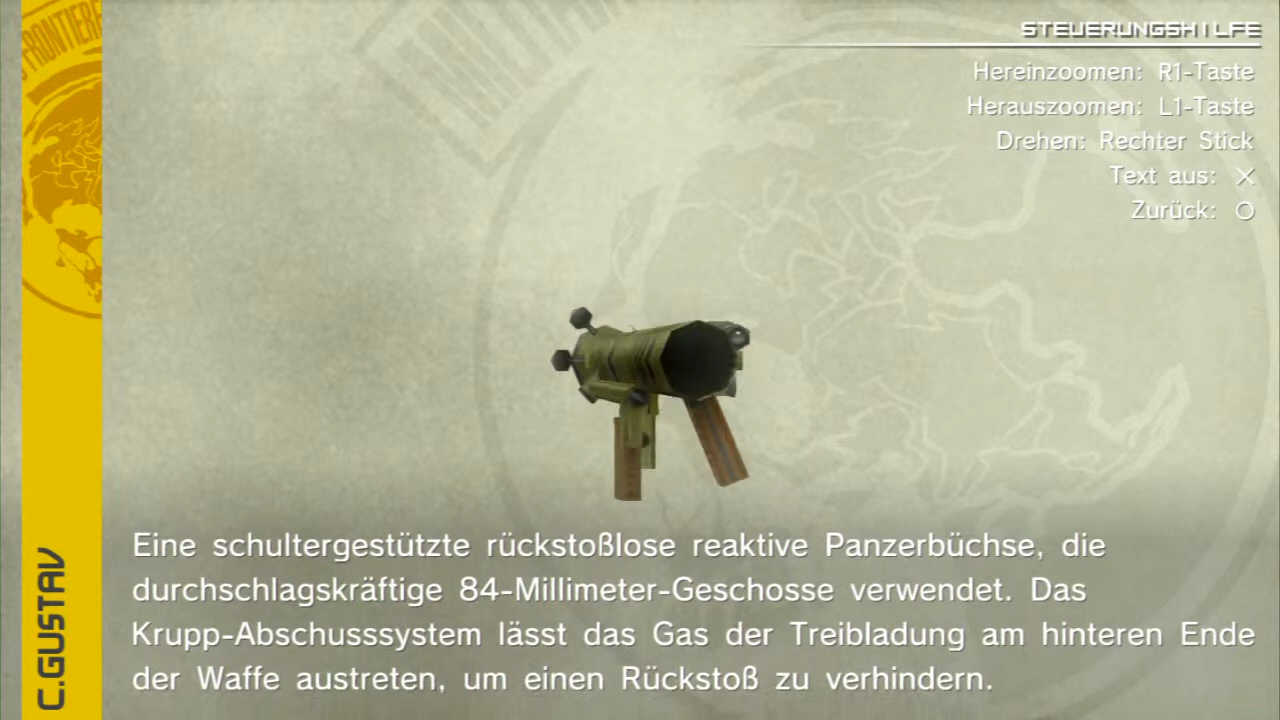 FRONTIERE
STEUERUNGSHILFE
Hereinzoomen: R1-Taste
Herauszoomen: L1-Taste
Drehen: Rechter Stick
Text aus: ✕
Zurück: ○
C.GUSTAV
Eine schultergestützte rückstoßlose reaktive Panzerbüchse, die
durchschlagskräftige 84-Millimeter-Geschosse verwendet. Das
Krupp-Abschusssystem lässt das Gas der Treibladung am hinteren Ende
der Waffe austreten, um einen Rückstoß zu verhindern.